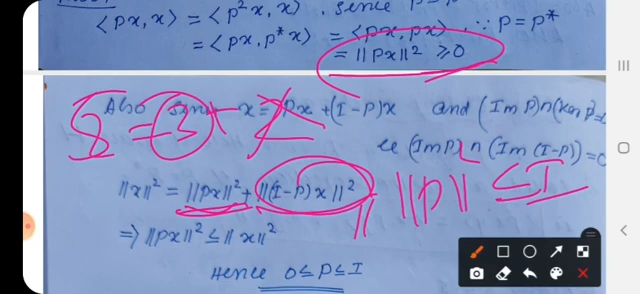 ⟨px, x⟩ = ⟨p²x, x⟩. since
= ⟨px, p*x⟩ = ⟨px, px⟩ ∵ p = p*
= ||px||² ≥ 0
Also x = px + (I-P)x and (Im P)∩(Ker P)=
ie (Im P) ∩ (Im (I-P)) = 0
||x||² = ||px||² + ||(I-P)x||²
||p|| ≤ I
⇒ ||px||² ≤ ||x||²
Hence 0 ≤ P ≤ I